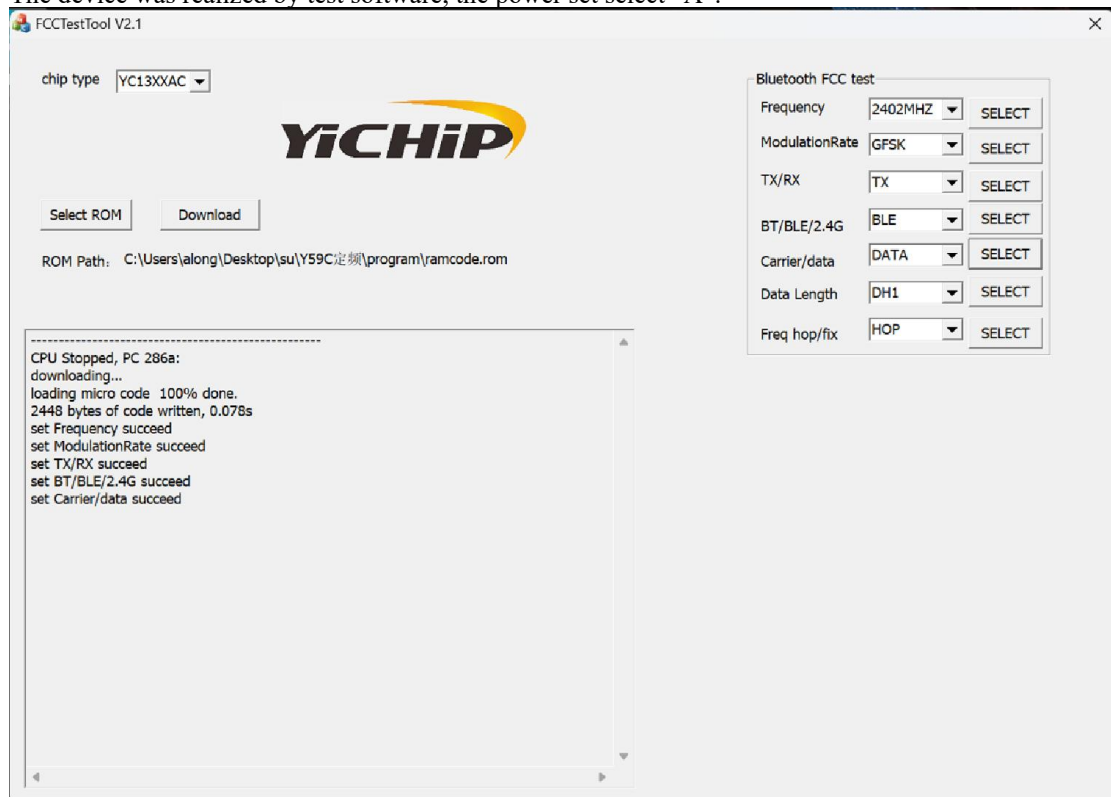 The device was realized by test software, the power set select "A".
FCCTestTool V2.1
chip type YC13XXAC
YiCHiP
Select ROM Download
ROM Path: C:\Users\along\Desktop\su\Y59C定频\program\ramcode.rom
Bluetooth FCC test
Frequency 2402MHZ SELECT
ModulationRate GFSK SELECT
TX/RX TX SELECT
BT/BLE/2.4G BLE SELECT
Carrier/data DATA SELECT
Data Length DH1 SELECT
Freq hop/fix HOP SELECT
----------------------------------------------------
CPU Stopped, PC 286a:
downloading...
loading micro code 100% done.
2448 bytes of code written, 0.078s
set Frequency succeed
set ModulationRate succeed
set TX/RX succeed
set BT/BLE/2.4G succeed
set Carrier/data succeed